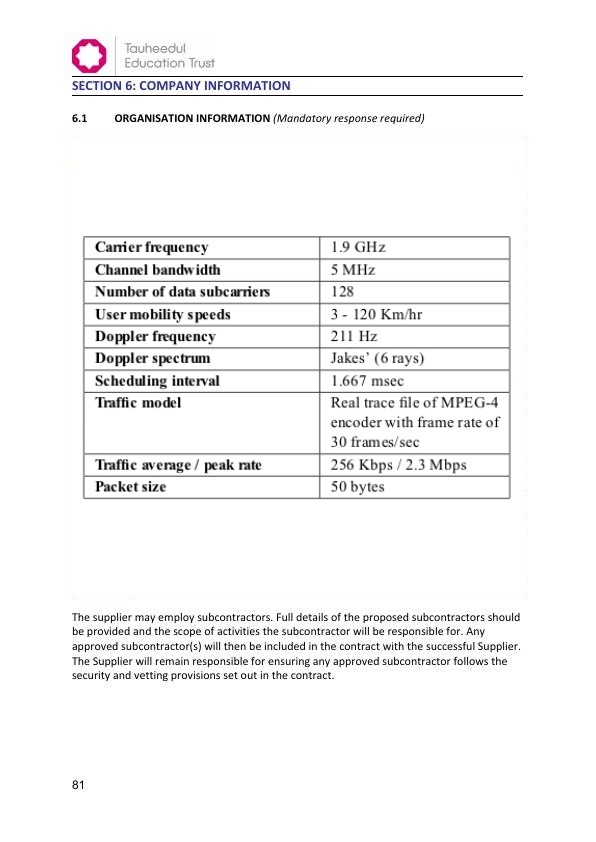 Tauheedul
Education Trust
SECTION 6: COMPANY INFORMATION
6.1 ORGANISATION INFORMATION (Mandatory response required)
Carrier frequency 1.9 GHz
Channel bandwidth 5 MHz
Number of data subcarriers 128
User mobility speeds 3 - 120 Km/hr
Doppler frequency 211 Hz
Doppler spectrum Jakes' (6 rays)
Scheduling interval 1.667 msec
Traffic model Real trace file of MPEG-4
encoder with frame rate of
30 frames/sec
Traffic average / peak rate 256 Kbps / 2.3 Mbps
Packet size 50 bytes
The supplier may employ subcontractors. Full details of the proposed subcontractors should
be provided and the scope of activities the subcontractor will be responsible for. Any
approved subcontractor(s) will then be included in the contract with the successful Supplier.
The Supplier will remain responsible for ensuring any approved subcontractor follows the
security and vetting provisions set out in the contract.
81